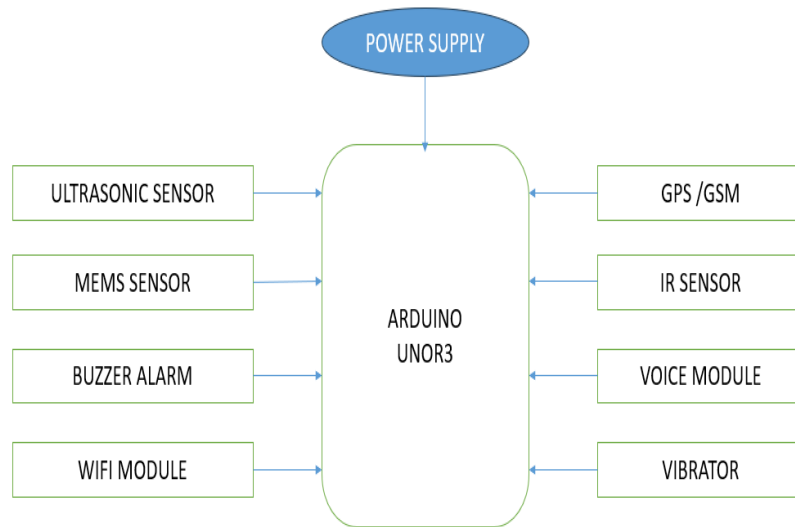 POWER SUPPLY
ULTRASONIC SENSOR
MEMS SENSOR
BUZZER ALARM
WIFI MODULE
ARDUINO
UNOR3
GPS /GSM
IR SENSOR
VOICE MODULE
VIBRATOR